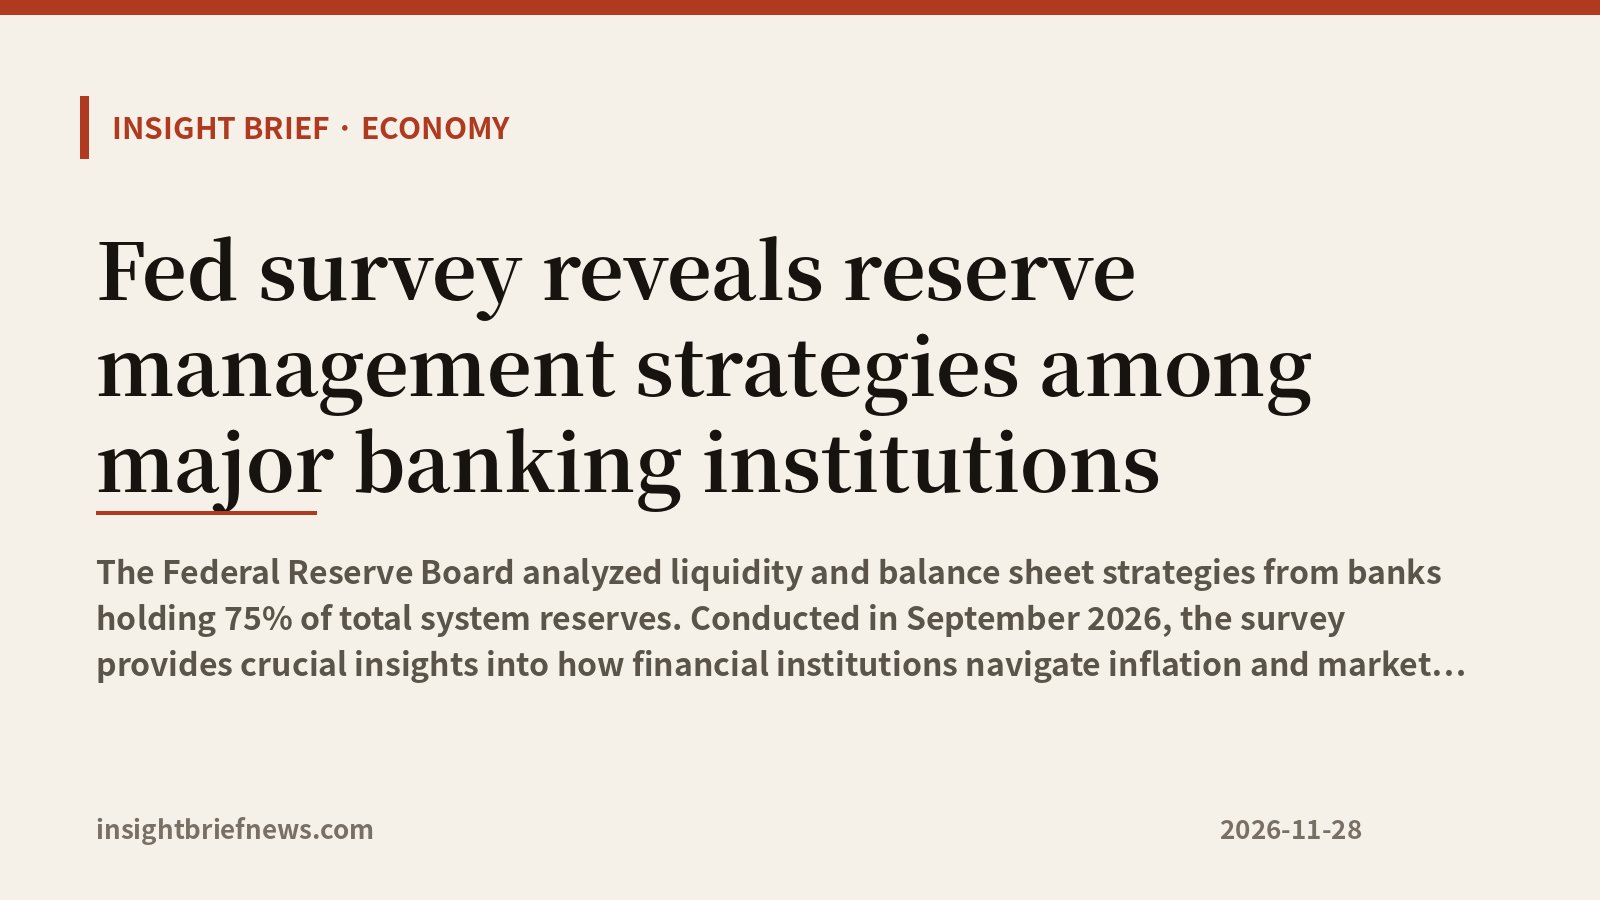 INSIGHT BRIEF · ECONOMY
Fed survey reveals reserve
management strategies among
major banking institutions
The Federal Reserve Board analyzed liquidity and balance sheet strategies from banks
holding 75% of total system reserves. Conducted in September 2026, the survey
provides crucial insights into how financial institutions navigate inflation and market…
insightbriefnews.com
2026-11-28